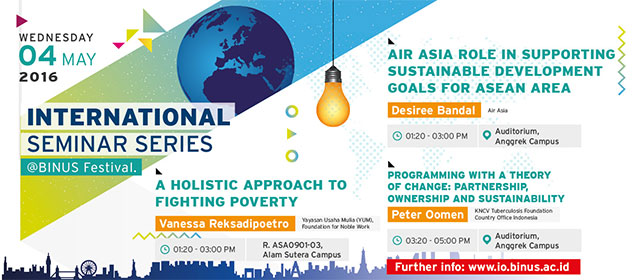 WEDNESDAY
04 MAY
2016
INTERNATIONAL
SEMINAR SERIES
@BINUS Festival.
A HOLISTIC APPROACH TO
FIGHTING POVERTY
Vanessa Reksadipoetro
Yayasan Usaha Mulia (YUM),
Foundation for Noble Work
01:20 - 03:00 PM
R. ASA0901-03,
Alam Sutera Campus
AIR ASIA ROLE IN SUPPORTING
SUSTAINABLE DEVELOPMENT
GOALS FOR ASEAN AREA
Desiree Bandal
Air Asia
01:20 - 03:00 PM
Auditorium,
Anggrek Campus
PROGRAMMING WITH A THEORY
OF CHANGE: PARTNERSHIP,
OWNERSHIP AND SUSTAINABILITY
Peter Oomen
KNCV Tuberculosis Foundation
Country Office Indonesia
03:20 - 05:00 PM
Auditorium,
Anggrek Campus
Further info: www.io.binus.ac.id